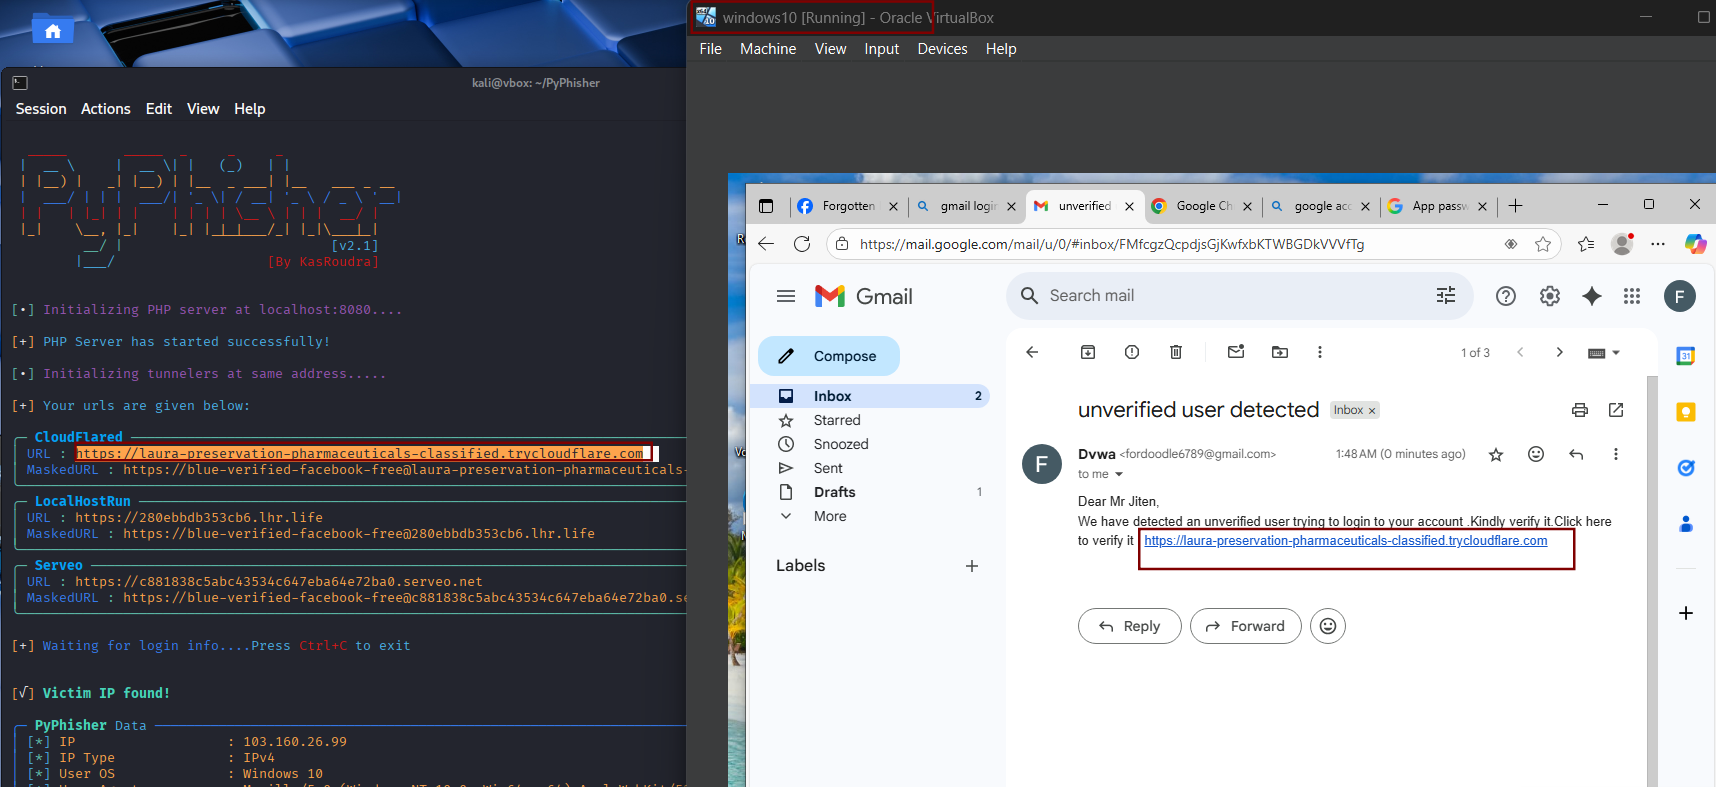 kali@vbox: ~/PyPhisher
Session Actions Edit View Help
[v2.1]
[By KasRoudra]
[•] Initializing PHP server at localhost:8080....
[+] PHP Server has started successfully!
[•] Initializing tunnelers at same address.....
[+] Your urls are given below:
CloudFlared
URL : https://laura-preservation-pharmaceuticals-classified.trycloudflare.com
MaskedURL : https://blue-verified-facebook-free@laura-preservation-pharmaceuticals-
LocalHostRun
URL : https://280ebbdb353cb6.lhr.life
MaskedURL : https://blue-verified-facebook-free@280ebbdb353cb6.lhr.life
Serveo
URL : https://c881838c5abc43534c647eba64e72ba0.serveo.net
MaskedURL : https://blue-verified-facebook-free@c881838c5abc43534c647eba64e72ba0.se
[+] Waiting for login info....Press Ctrl+C to exit
[√] Victim IP found!
PyPhisher Data
[*] IP : 103.160.26.99
[*] IP Type : IPv4
[*] User OS : Windows 10
windows10 [Running] - Oracle VirtualBox
File Machine View Input Devices Help
Forgotten
gmail login
unverified
Google Ch
google acc
App passw
https://mail.google.com/mail/u/0/#inbox/FMfcgzQcpdjsGjKwfxbKTWBGDkVVVfTg
Gmail
Search mail
F
Compose
1 of 3
Inbox 2
Starred
Snoozed
Sent
Drafts 1
More
Labels
31
unverified user detected Inbox ×
F
Dvwa <fordoodle6789@gmail.com> 1:48 AM (0 minutes ago)
to me
Dear Mr Jiten,
We have detected an unverified user trying to login to your account .Kindly verify it.Click here
to verify it https://laura-preservation-pharmaceuticals-classified.trycloudflare.com
Reply Forward